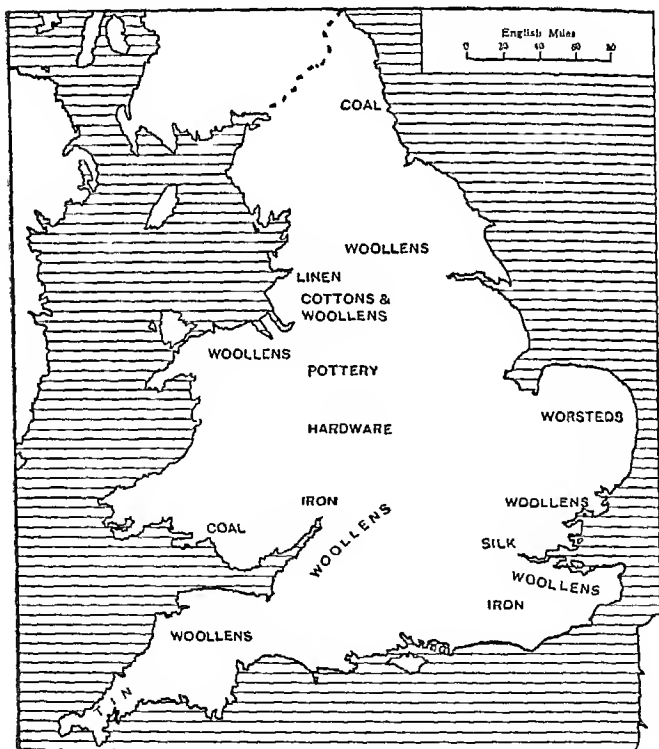 English Miles
0 20 40 60 80
COAL
WOOLLENS
LINEN
COTTONS &
WOOLLENS
WOOLLENS
POTTERY
WORSTEDS
HARDWARE
IRON
WOOLLENS
COAL
WOOLLENS
SILK
WOOLLENS
IRON
WOOLLENS
TIN